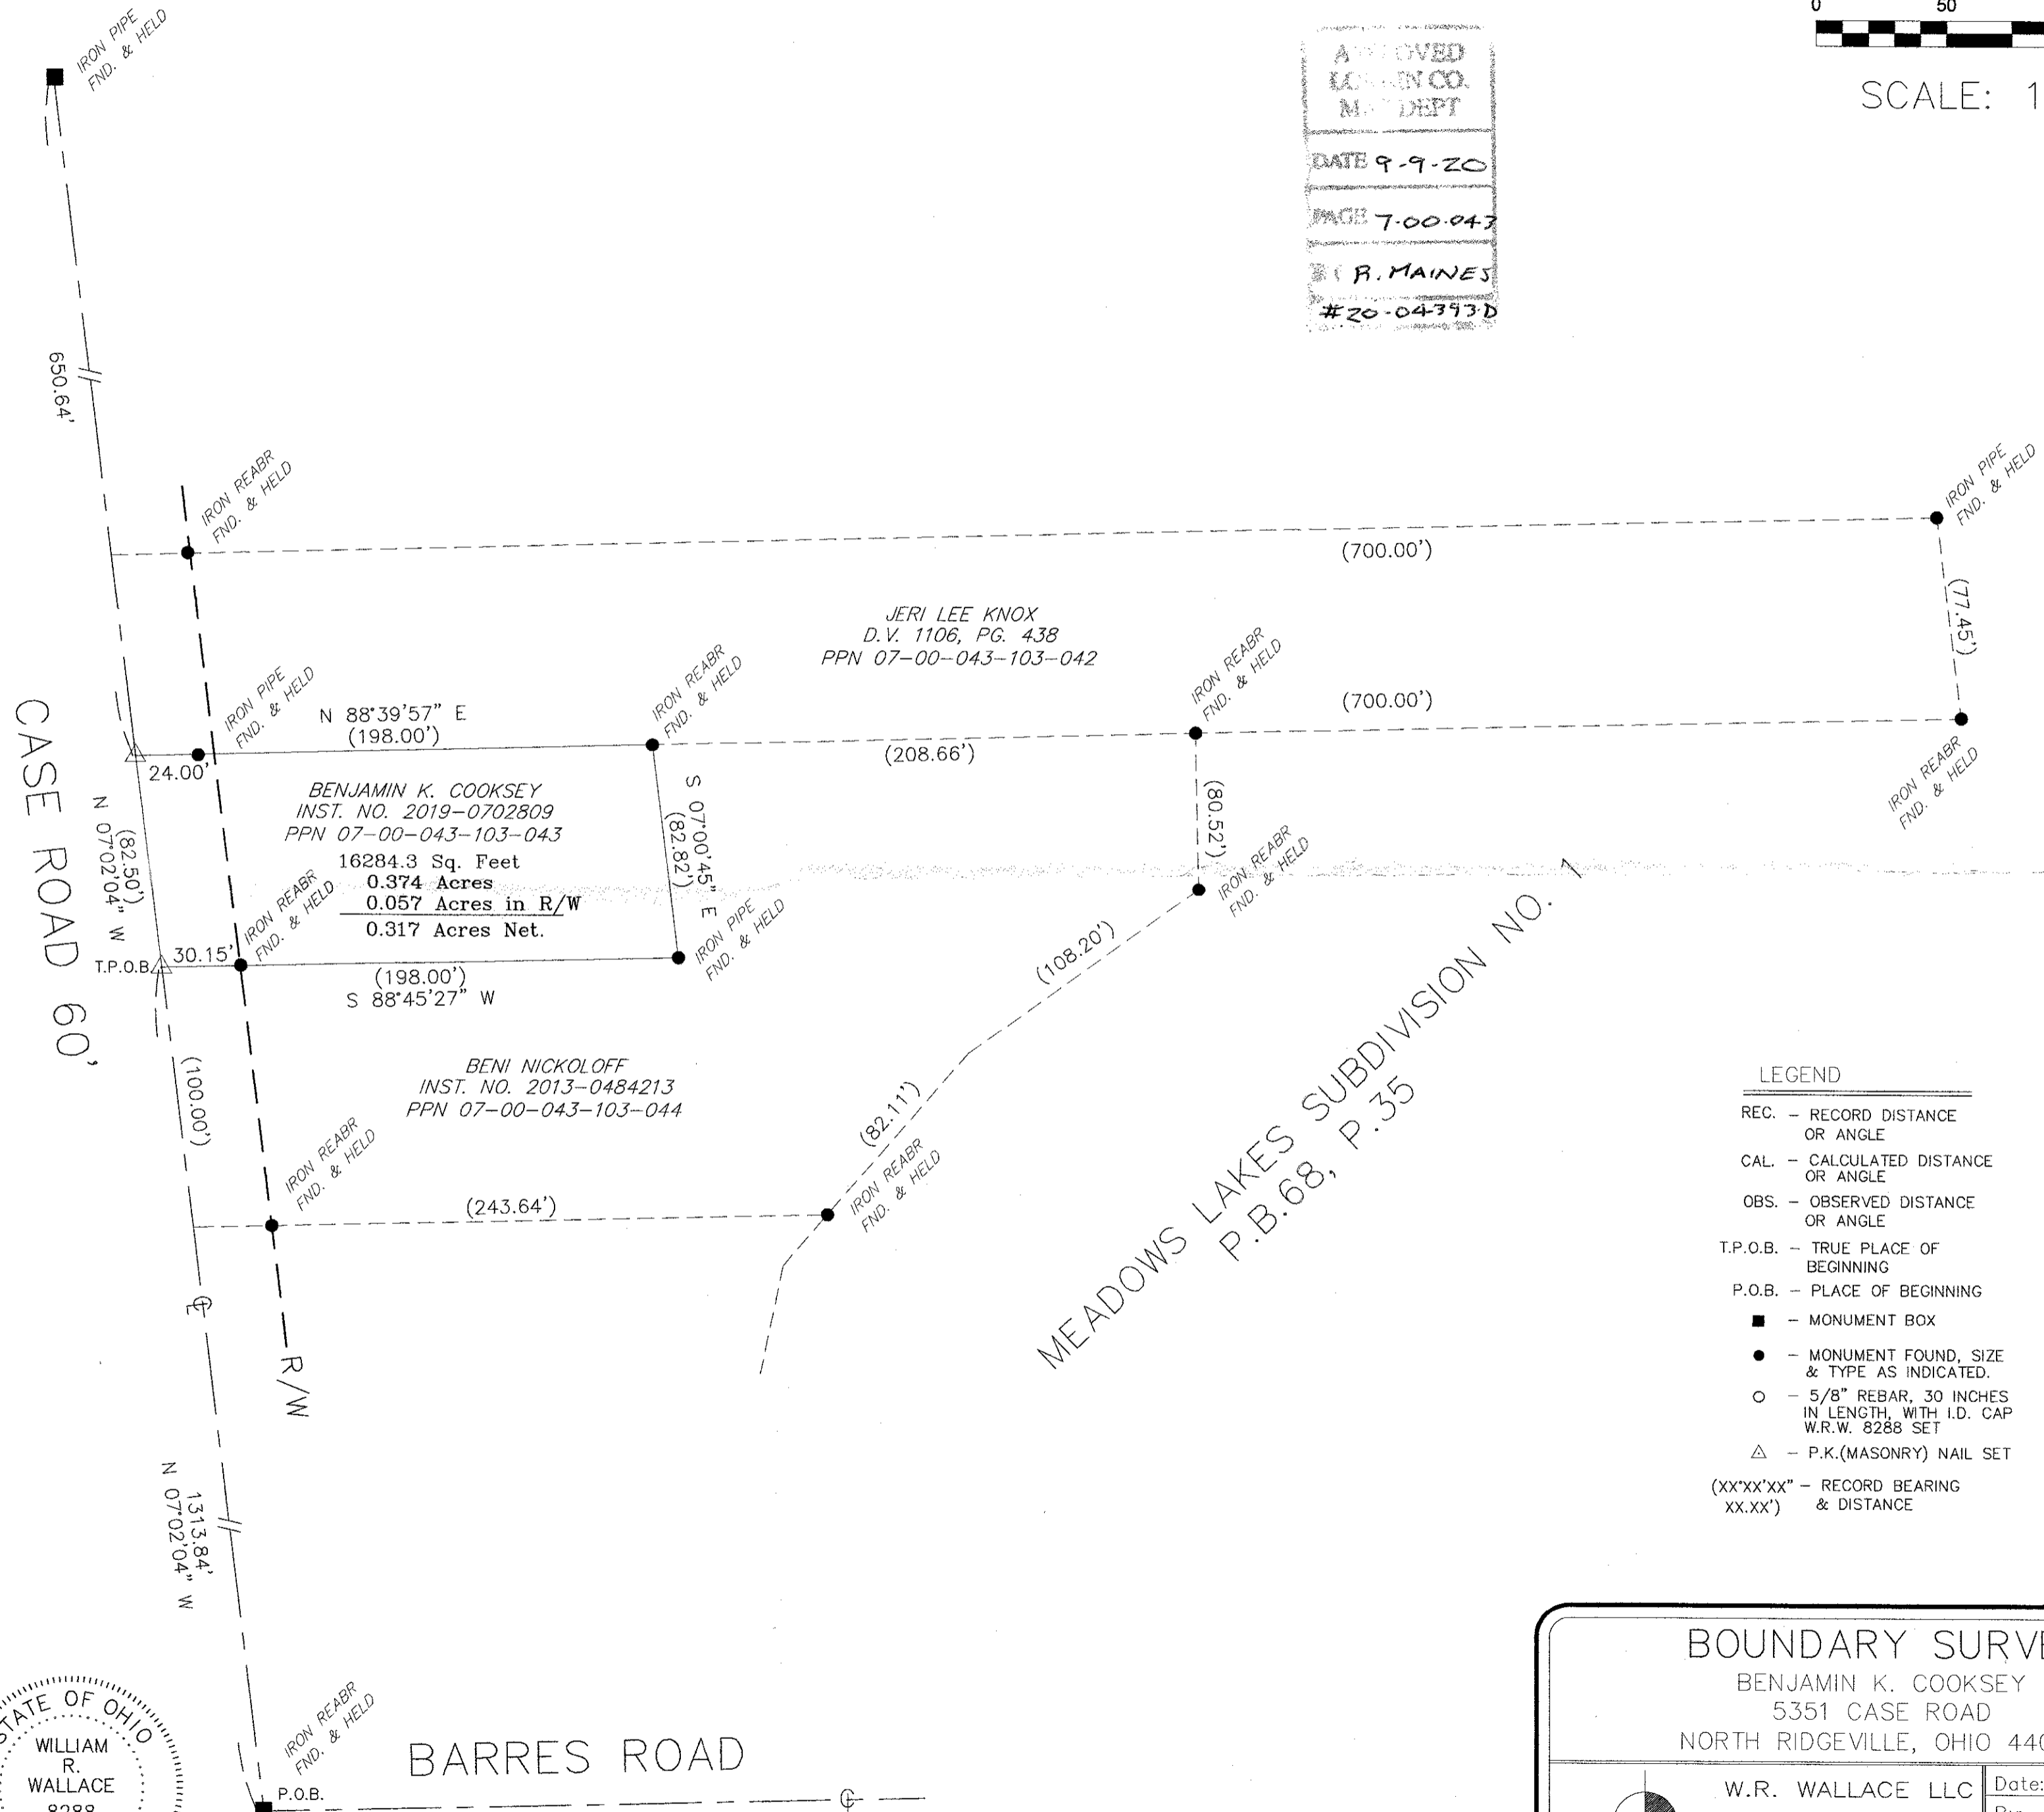 IRON PIPE
FND. & HELD
0 50
SCALE: 1
DEPT
DATE 9-9-20
PAGE 7-00-043
R. MAINES
#20-04393D
650.64'
IRON REABR
FND. & HELD
IRON PIPE
FND. & HELD
(700.00')
(77.45')
JERI LEE KNOX
D.V. 1106, PG. 438
PPN 07-00-043-103-042
IRON PIPE
FND. & HELD
N 88°39'57" E
(198.00')
IRON REABR
FND. & HELD
(208.66')
IRON REABR
FND. & HELD
(700.00')
IRON REABR
FND. & HELD
CASE ROAD 60'
24.00'
BENJAMIN K. COOKSEY
INST. NO. 2019-0702809
PPN 07-00-043-103-043
16284.3 Sq. Feet
0.374 Acres
0.057 Acres in R/W
0.317 Acres Net.
S 07°00'45" E
(82.82')
(80.52')
IRON REABR
FND. & HELD
(82.50')
N 07°02'04" W
IRON REABR
FND. & HELD
IRON PIPE
FND. & HELD
T.P.O.B.
30.15'
(198.00')
S 88°45'27" W
(108.20')
MEADOWS LAKES SUBDIVISION NO. 1
P.B.68, P.35
(100.00')
BENI NICKOLOFF
INST. NO. 2013-0484213
PPN 07-00-043-103-044
(82.11')
IRON REABR
FND. & HELD
IRON REABR
FND. & HELD
(243.64')
R/W
1313.84'
N 07°02'04" W
LEGEND
REC. - RECORD DISTANCE
OR ANGLE
CAL. - CALCULATED DISTANCE
OR ANGLE
OBS. - OBSERVED DISTANCE
OR ANGLE
T.P.O.B. - TRUE PLACE OF
BEGINNING
P.O.B. - PLACE OF BEGINNING
- MONUMENT BOX
- MONUMENT FOUND, SIZE
& TYPE AS INDICATED.
- 5/8" REBAR, 30 INCHES
IN LENGTH, WITH I.D. CAP
W.R.W. 8288 SET
- P.K.(MASONRY) NAIL SET
(XX°XX'XX" - RECORD BEARING
XX.XX') & DISTANCE
IRON REABR
FND. & HELD
P.O.B.
BARRES ROAD
STATE OF OHIO
WILLIAM
R.
WALLACE
8288
BOUNDARY SURVE
BENJAMIN K. COOKSEY
5351 CASE ROAD
NORTH RIDGEVILLE, OHIO 440
W.R. WALLACE LLC
Date: